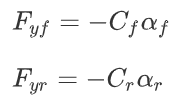 F_{yf} = −C_f α_f
F_{yr} = −C_r α_r